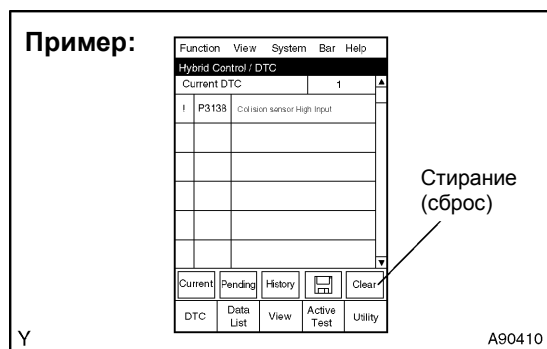 Пример:
Function View System Bar Help
Hybrid Control / DTC
Current DTC 1
! P3138 Colision sensor High Input
Стирание
(сброс)
Current Pending History Clear
DTC Data List View Active Test Utility
Y A90410